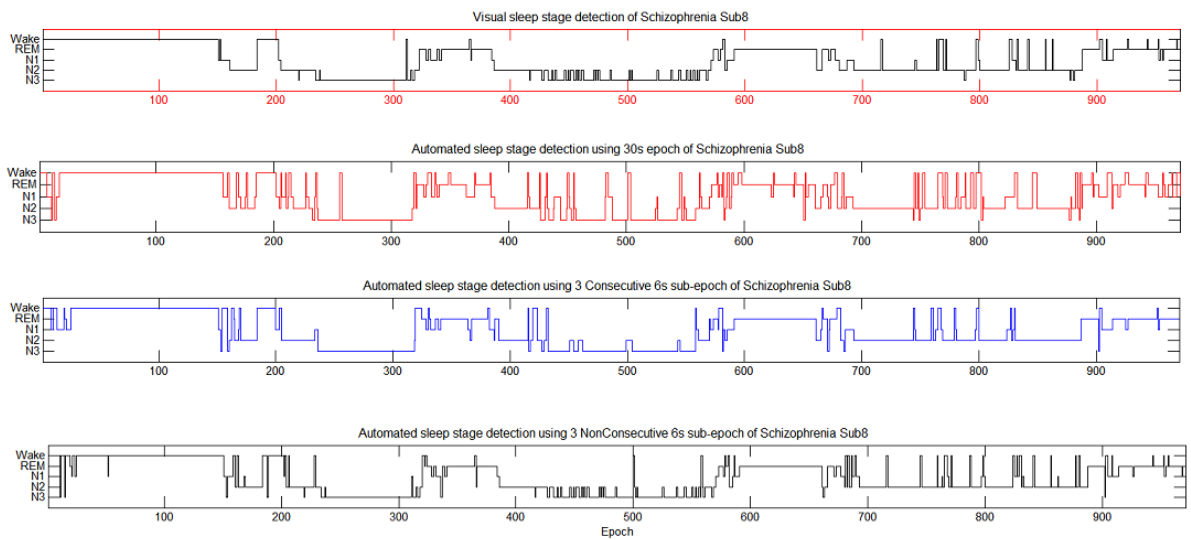 Visual sleep stage detection of Schizophrenia Sub8
Wake
REM
N1
N2
N3
100 200 300 400 500 600 700 800 900
Automated sleep stage detection using 30s epoch of Schizophrenia Sub8
Wake
REM
N1
N2
N3
100 200 300 400 500 600 700 800 900
Automated sleep stage detection using 3 Consecutive 6s sub-epoch of Schizophrenia Sub8
Wake
REM
N1
N2
N3
100 200 300 400 500 600 700 800 900
Automated sleep stage detection using 3 NonConsecutive 6s sub-epoch of Schizophrenia Sub8
Wake
REM
N1
N2
N3
100 200 300 400 500 600 700 800 900
Epoch